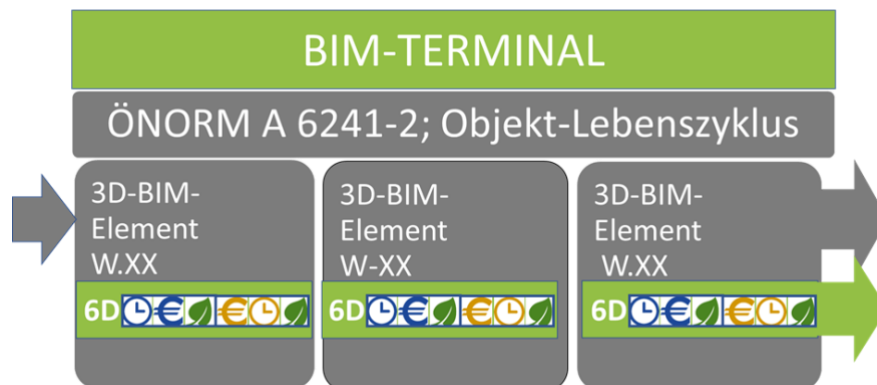 BIM-TERMINAL
ÖNORM A 6241-2; Objekt-Lebenszyklus
3D-BIM-
Element
W.XX
6D € €
3D-BIM-
Element
W-XX
6D € €
3D-BIM-
Element
W.XX
6D € €